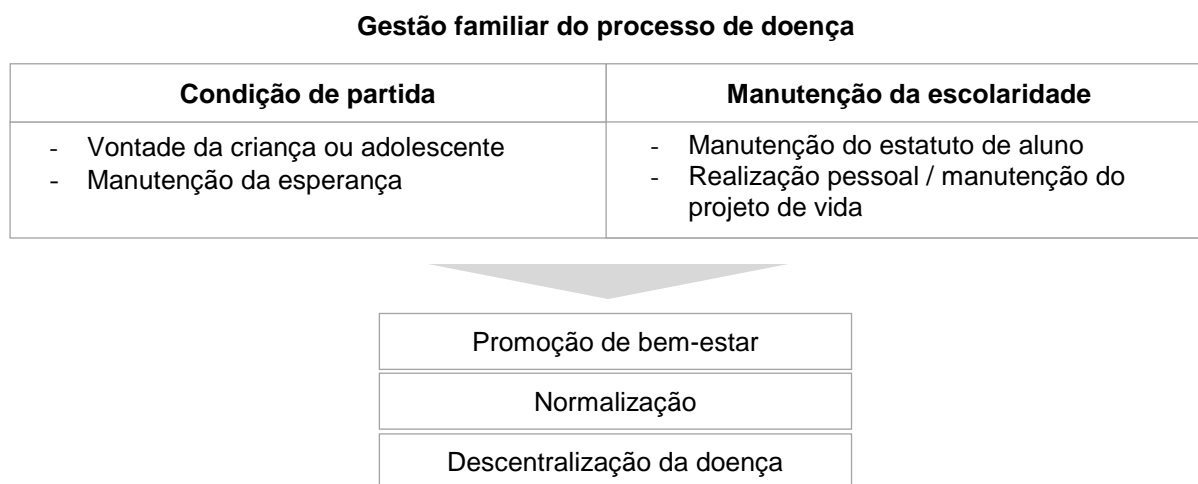 Gestão familiar do processo de doença
Condição de partida
Manutenção da escolaridade
- Vontade da criança ou adolescente
- Manutenção da esperança
- Manutenção do estatuto de aluno
- Realização pessoal / manutenção do
projeto de vida
Promoção de bem-estar
Normalização
Descentralização da doença